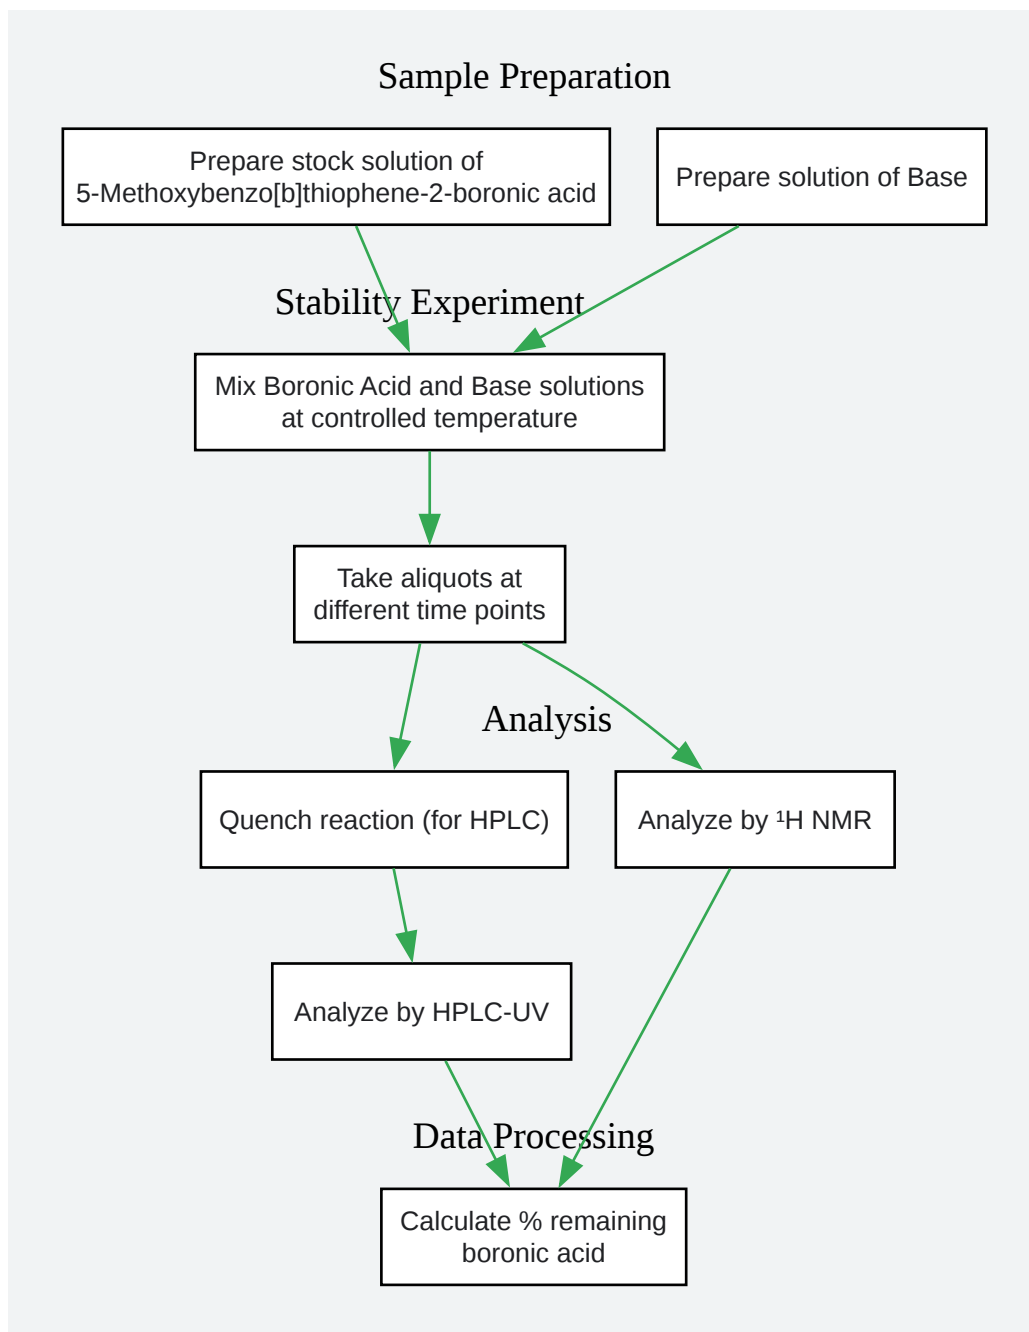 Sample Preparation
Prepare stock solution of
5-Methoxybenzo[b]thiophene-2-boronic acid
Prepare solution of Base
Stability Experiment
Mix Boronic Acid and Base solutions
at controlled temperature
Take aliquots at
different time points
Analysis
Quench reaction (for HPLC)
Analyze by ¹H NMR
Analyze by HPLC-UV
Data Processing
Calculate % remaining
boronic acid